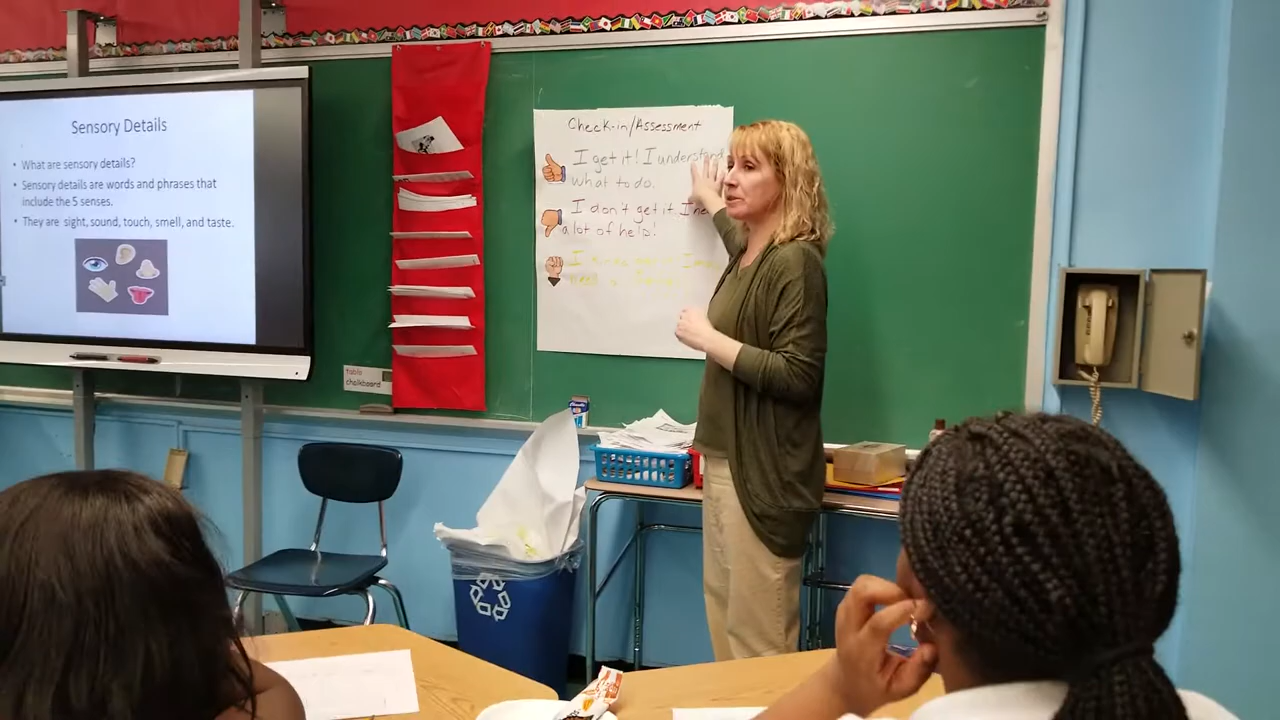 Sensory Details
• What are sensory details?
• Sensory details are words and phrases that
include the 5 senses.
• They are sight, sound, touch, smell, and taste.
Check-in/Assessment
I get it! I understand
what to do.
I don't get it. I ne
a lot of help!
I
need
table
chalkboard